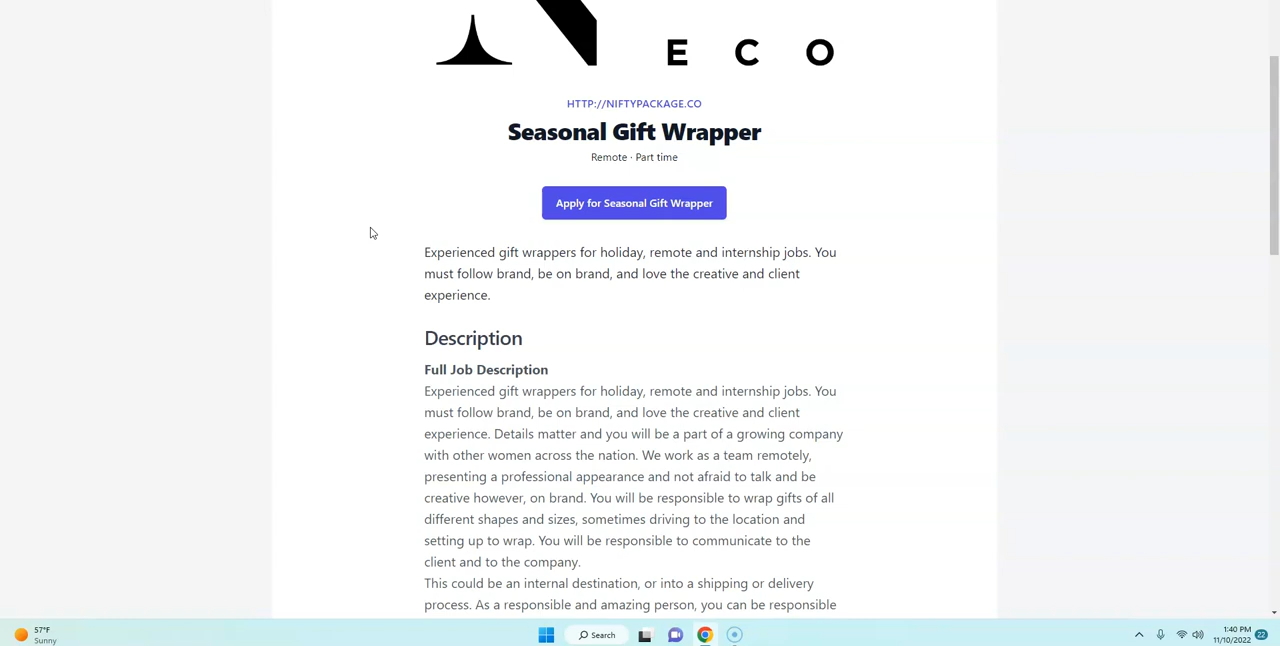 N E C O
HTTP://NIFTYPACKAGE.CO
Seasonal Gift Wrapper
Remote · Part time
Apply for Seasonal Gift Wrapper
Experienced gift wrappers for holiday, remote and internship jobs. You
must follow brand, be on brand, and love the creative and client
experience.
Description
Full Job Description
Experienced gift wrappers for holiday, remote and internship jobs. You
must follow brand, be on brand, and love the creative and client
experience. Details matter and you will be a part of a growing company
with other women across the nation. We work as a team remotely,
presenting a professional appearance and not afraid to talk and be
creative however, on brand. You will be responsible to wrap gifts of all
different shapes and sizes, sometimes driving to the location and
setting up to wrap. You will be responsible to communicate to the
client and to the company.
This could be an internal destination, or into a shipping or delivery
process. As a responsible and amazing person, you can be responsible
57°F
Sunny
Search
1:40 PM
11/10/2022
22